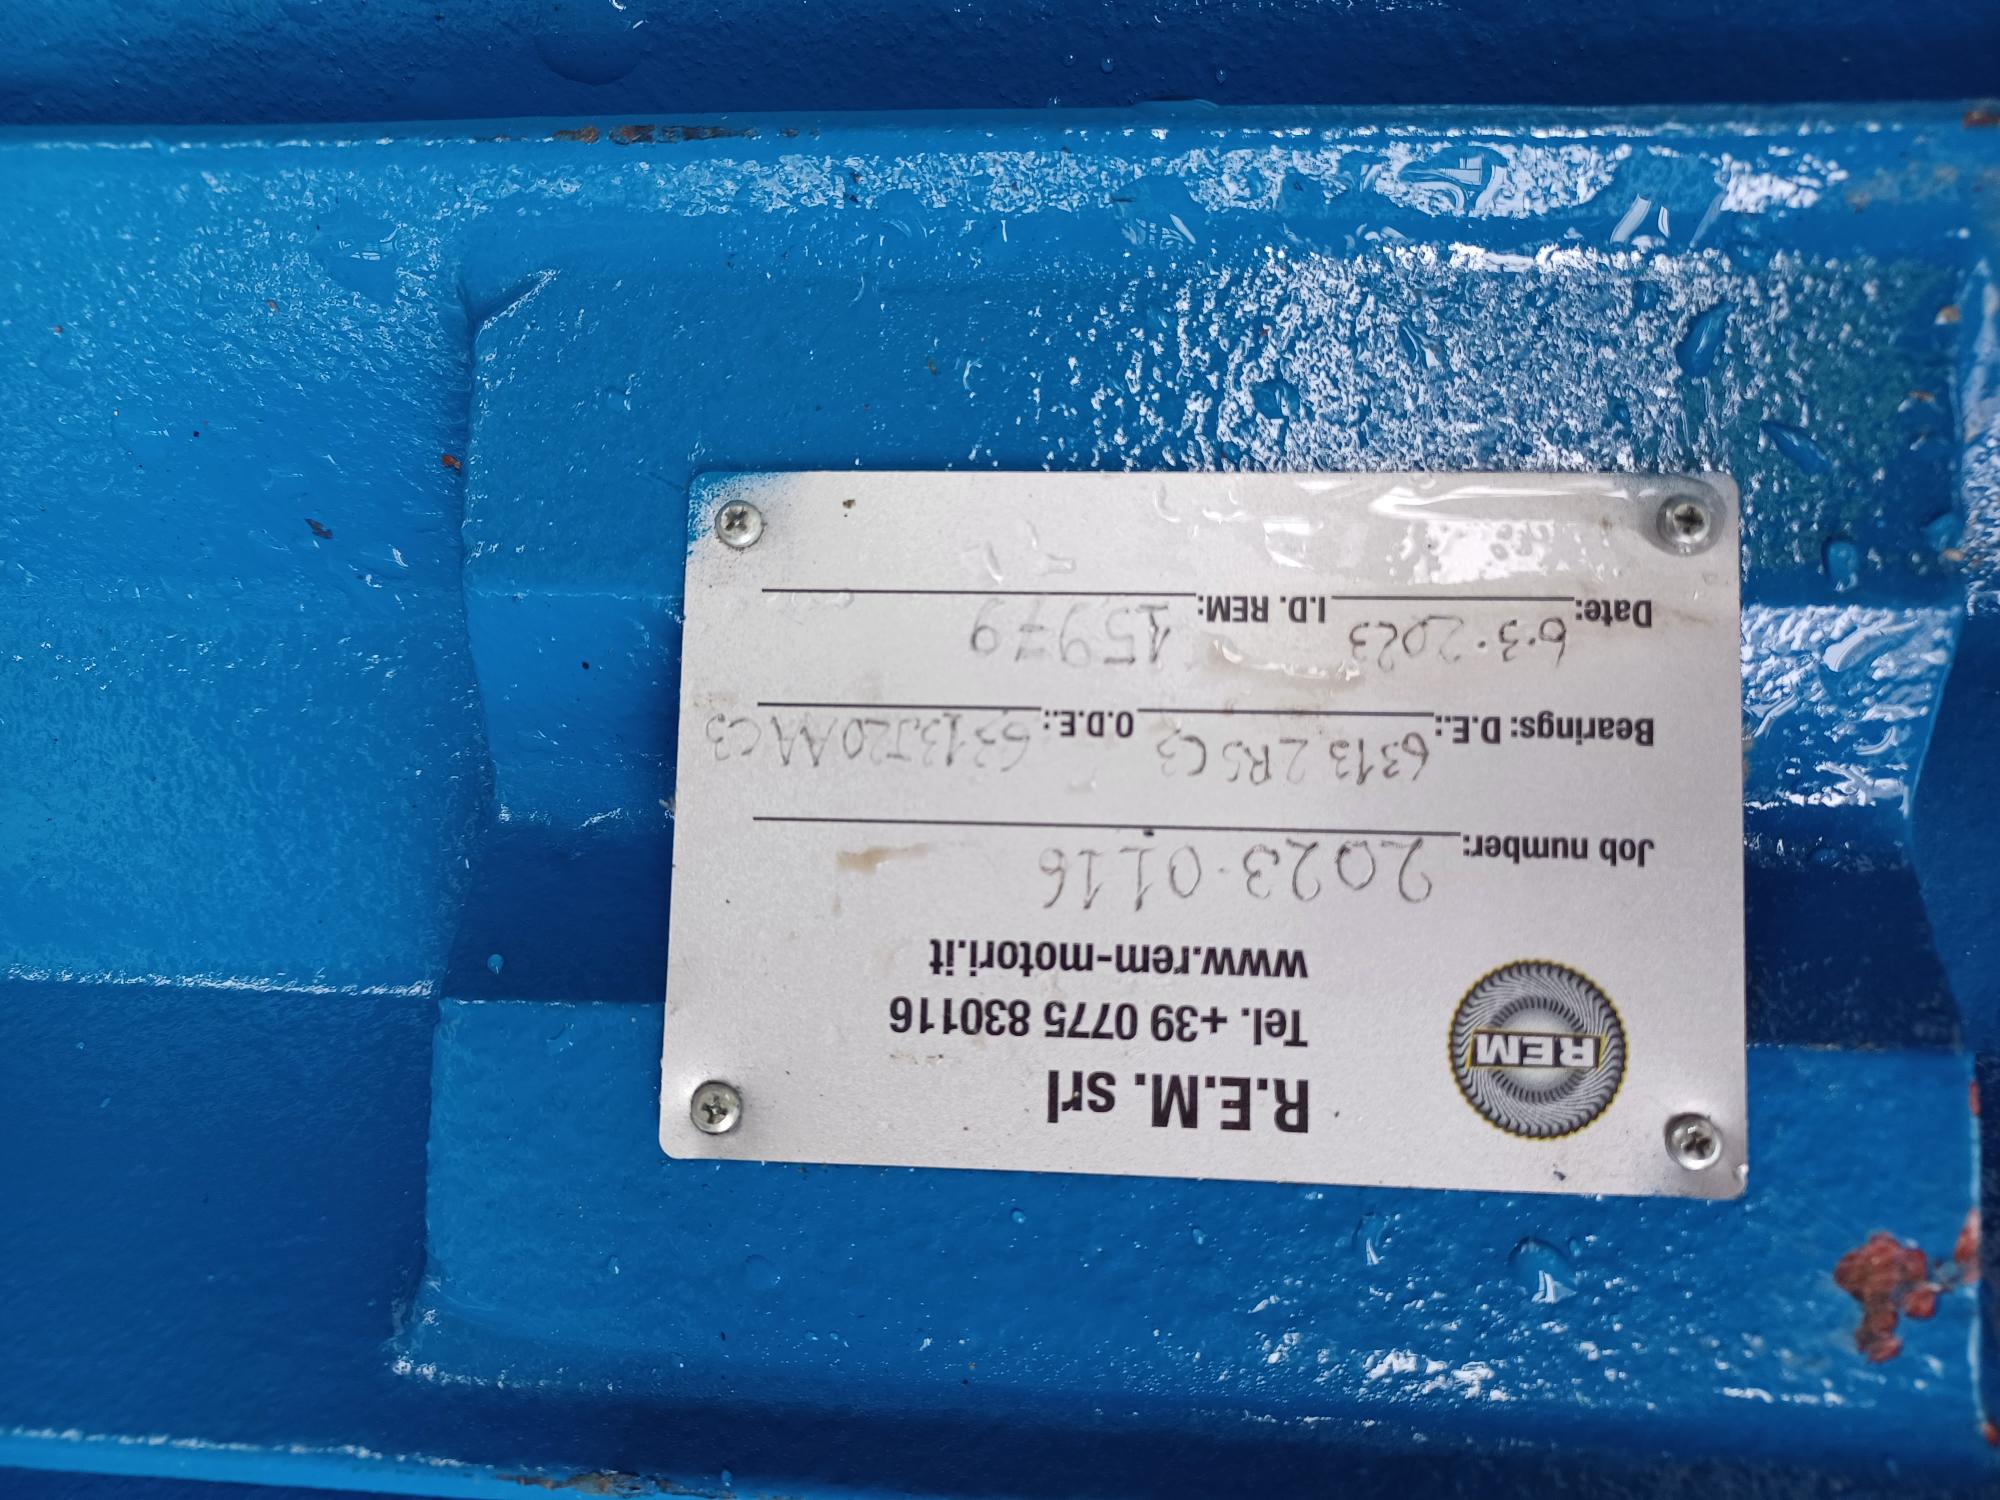 R.E.M. srl
Tel. +39 0775 830116
www.rem-motori.it
REM
Job number: 2023.01116
Bearings: D.E.: 6313 2RS C3 O.D.E.: 6313J20AA C3
Date: 6.3.2023 I.D. REM: 15979